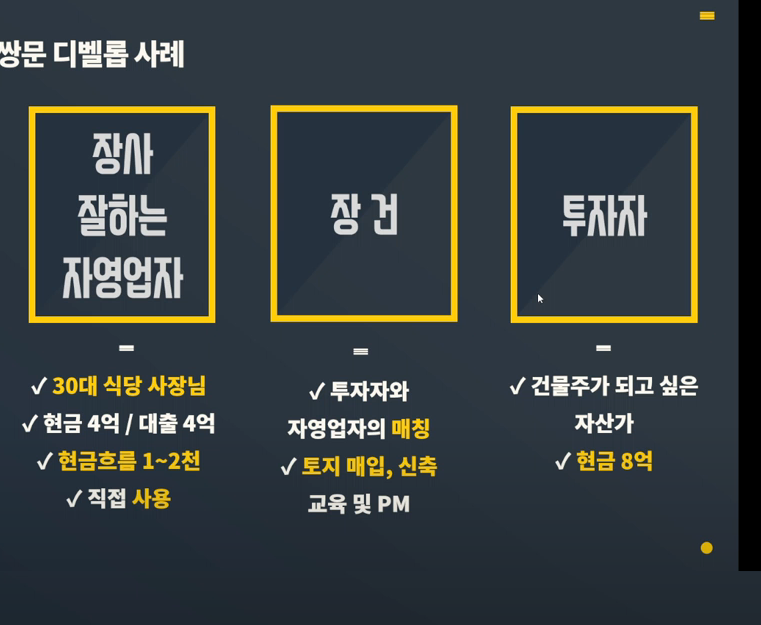 쌍문 디벨롭 사례
장사
잘하는
자영업자
✓ 30대 식당 사장님
✓ 현금 4억 / 대출 4억
✓ 현금흐름 1~2천
✓ 직접 사용
장 건
✓ 투자자와
자영업자의 매칭
✓ 토지 매입, 신축
교육 및 PM
투자자
✓ 건물주가 되고 싶은
자산가
✓ 현금 8억